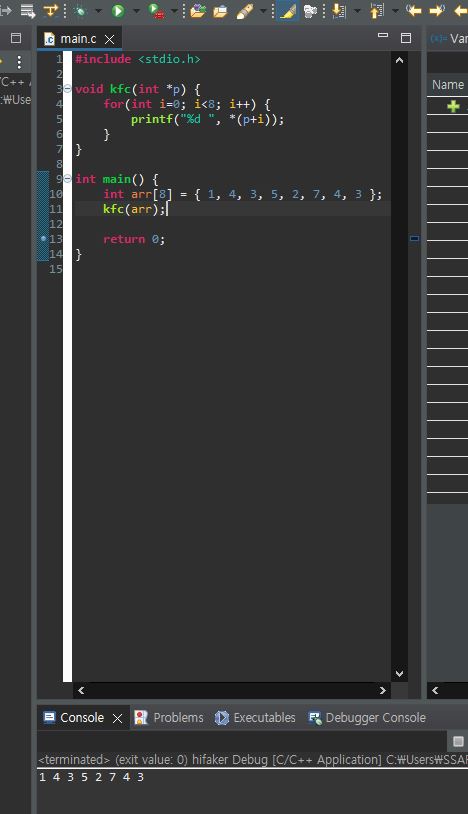 main.c
(x)= Var
C++ A
:₩Use
Name
1 #include <stdio.h>
2
3 void kfc(int *p) {
4     for(int i=0; i<8; i++) {
5         printf("%d ", *(p+i));
6     }
7 }
8
9 int main() {
10     int arr[8] = { 1, 4, 3, 5, 2, 7, 4, 3 };
11     kfc(arr);
12
13     return 0;
14 }
15
Console Problems Executables Debugger Console
<terminated> (exit value: 0) hifaker Debug [C/C++ Application] C:₩Users₩SSAF
1 4 3 5 2 7 4 3